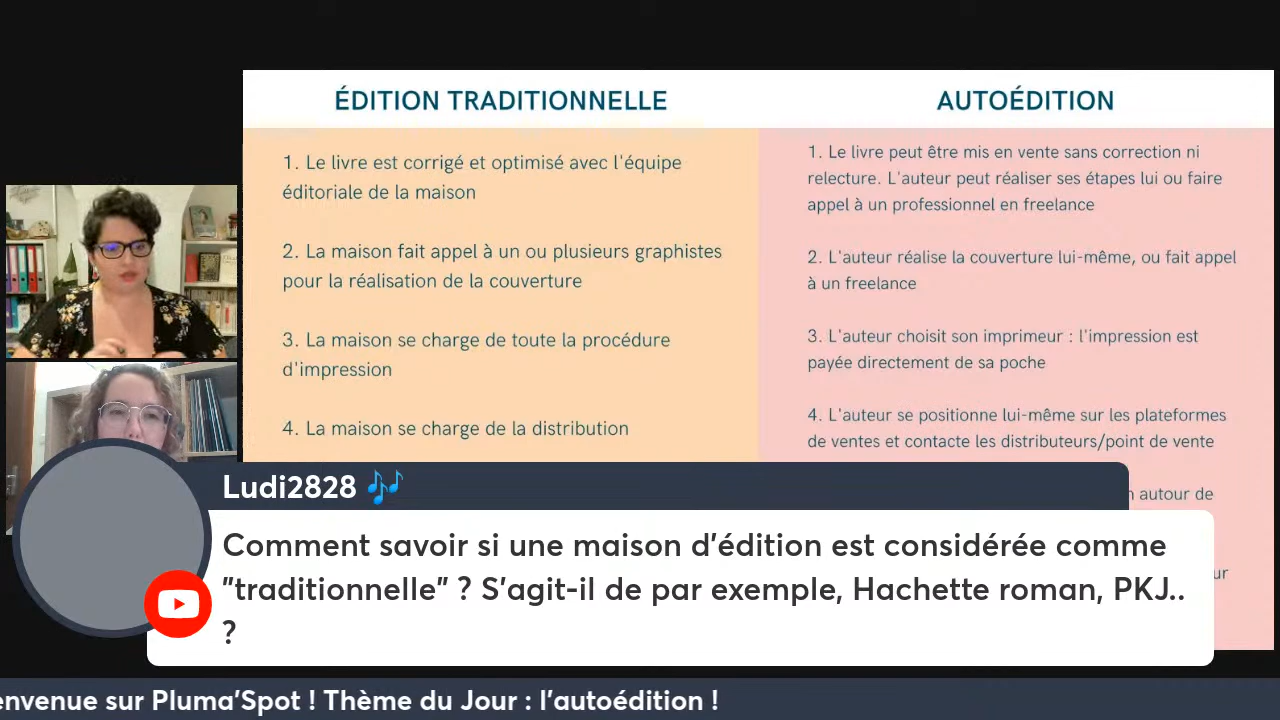 ÉDITION TRADITIONNELLE
1. Le livre est corrigé et optimisé avec l'équipe
éditoriale de la maison
2. La maison fait appel à un ou plusieurs graphistes
pour la réalisation de la couverture
3. La maison se charge de toute la procédure
d'impression
4. La maison se charge de la distribution
AUTOÉDITION
1. Le livre peut être mis en vente sans correction ni
relecture. L'auteur peut réaliser ses étapes lui ou faire
appel à un professionnel en freelance
2. L'auteur réalise la couverture lui-même, ou fait appel
à un freelance
3. L'auteur choisit son imprimeur : l'impression est
payée directement de sa poche
4. L'auteur se positionne lui-même sur les plateformes
de ventes et contacte les distributeurs/point de vente
autour de
Ludi2828 🎶
Comment savoir si une maison d'édition est considérée comme
"traditionnelle" ? S'agit-il de par exemple, Hachette roman, PKJ..
?
envenue sur Pluma'Spot ! Thème du Jour : l'autoédition !